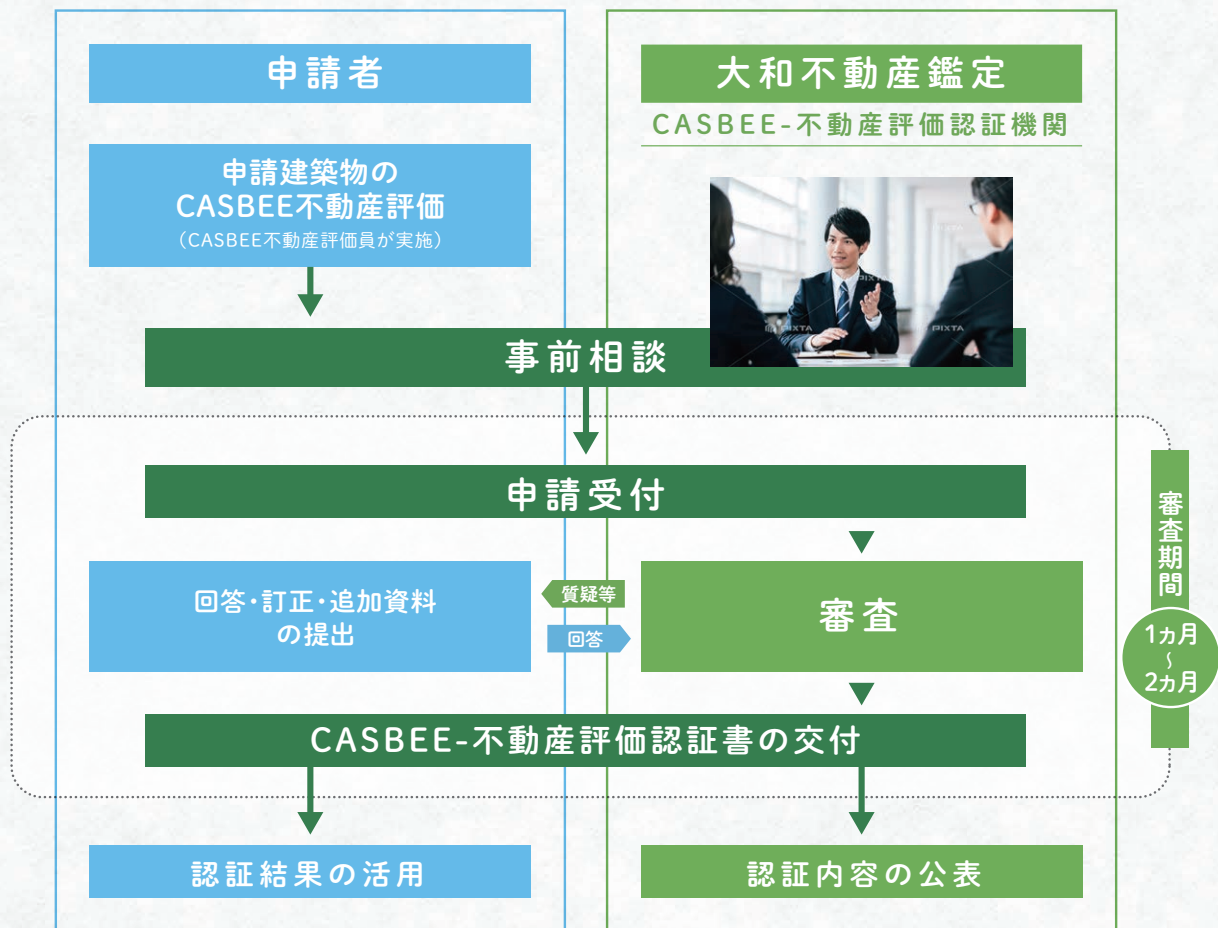 申請者
大和不動産鑑定
CASBEE-不動産評価認証機関
申請建築物の
CASBEE不動産評価
（CASBEE不動産評価員が実施）
PIXTA
PIXTA
PIXTA
PIXTA
事前相談
申請受付
審査期間
1ヵ月
〜
2ヵ月
回答・訂正・追加資料
の提出
質疑等
回答
審査
CASBEE-不動産評価認証書の交付
認証結果の活用
認証内容の公表